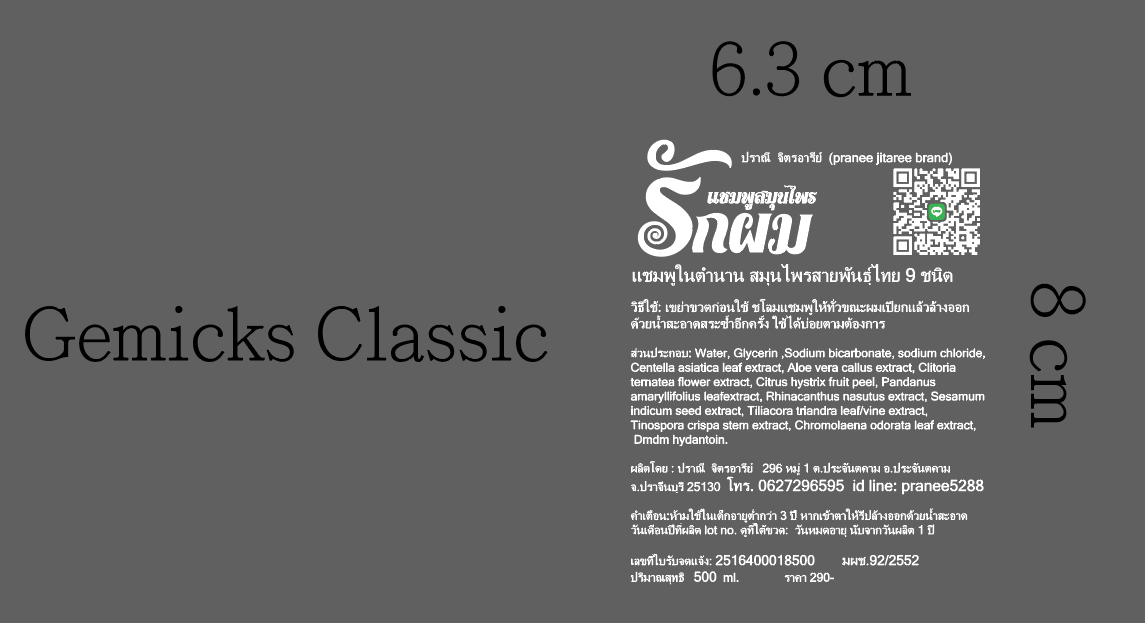 6.3 cm
ปราณี จิตรอารีย์ (pranee jitaree brand)
แชมพูสมุนไพร
รักผม
แชมพูในตำนาน สมุนไพรสายพันธุ์ไทย 9 ชนิด
Gemicks Classic
8 cm
วิธีใช้: เขย่าขวดก่อนใช้ ชโลมแชมพูให้ทั่วขณะผมเปียกแล้วล้างออก
ด้วยน้ำสะอาดสระซ้ำอีกครั้ง ใช้ได้บ่อยตามต้องการ
ส่วนประกอบ: Water, Glycerin ,Sodium bicarbonate, sodium chloride,
Centella asiatica leaf extract, Aloe vera callus extract, Clitoria
ternatea flower extract, Citrus hystrix fruit peel, Pandanus
amaryllifolius leafextract, Rhinacanthus nasutus extract, Sesamum
indicum seed extract, Tiliacora triandra leaf/vine extract,
Tinospora crispa stem extract, Chromolaena odorata leaf extract,
Dmdm hydantoin.
ผลิตโดย : ปราณี จิตรอารีย์ 296 หมู่ 1 ต.ประจันตคาม อ.ประจันตคาม
จ.ปราจีนบุรี 25130 โทร. 0627296595 id line: pranee5288
คำเตือน:ห้ามใช้ในเด็กอายุต่ำกว่า 3 ปี หากเข้าตาให้รีบล้างออกด้วยน้ำสะอาด
วันเดือนปีที่ผลิต lot no. ดูที่ใต้ขวด: วันหมดอายุ นับจากวันผลิต 1 ปี
เลขที่ใบรับจดแจ้ง: 2516400018500 มผช.92/2552
ปริมาณสุทธิ 500 ml. ราคา 290-